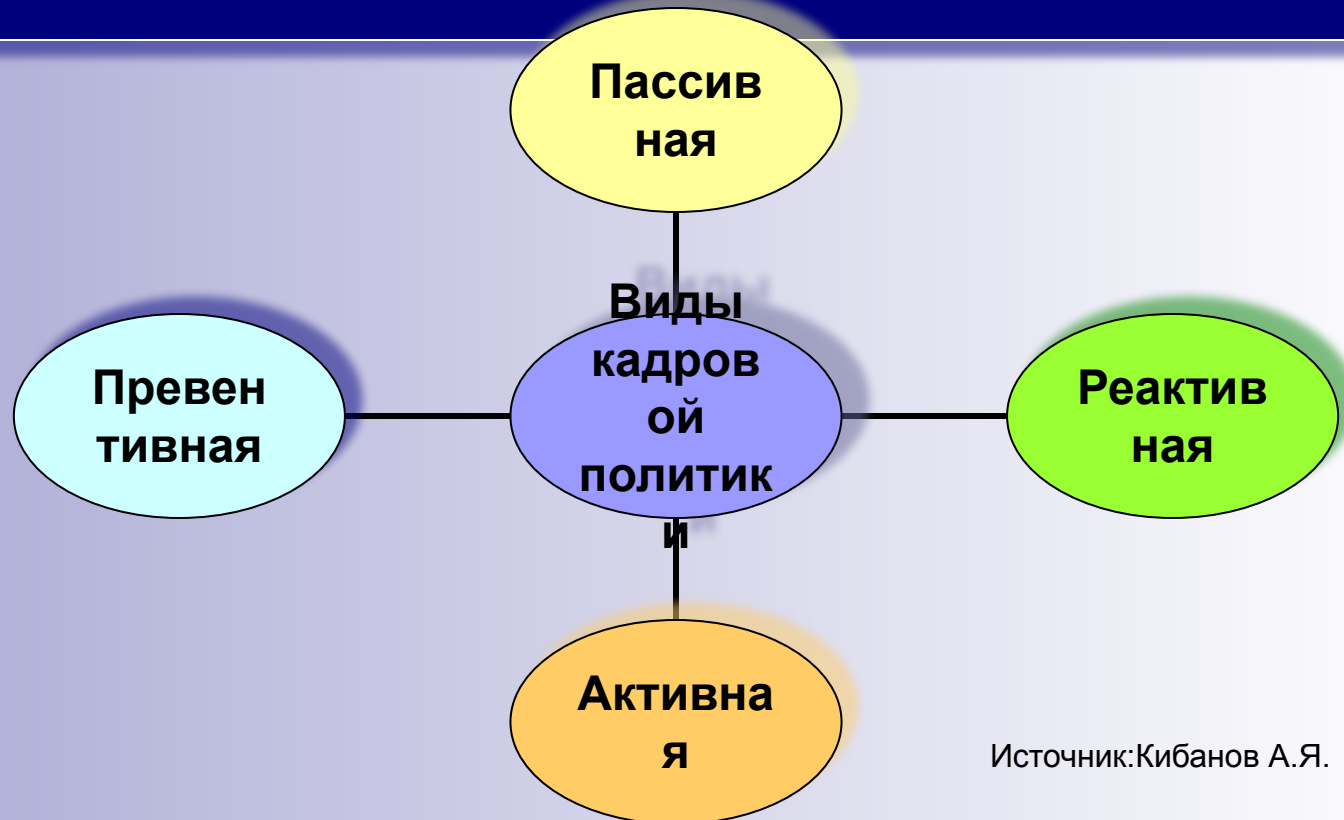 Пассив
ная
Виды
кадров
ой
политик
и
Превен
тивная
Реактив
ная
Активна
я
Источник:Кибанов А.Я.